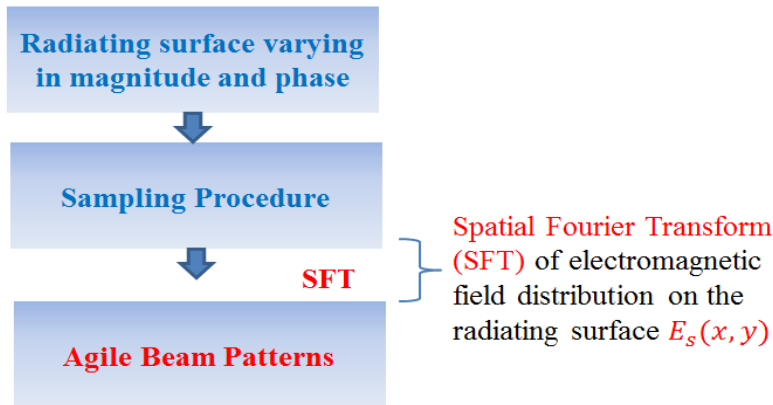 Radiating surface varying
in magnitude and phase
Sampling Procedure
SFT
Agile Beam Patterns
Spatial Fourier Transform
(SFT) of electromagnetic
field distribution on the
radiating surface E_s(x, y)